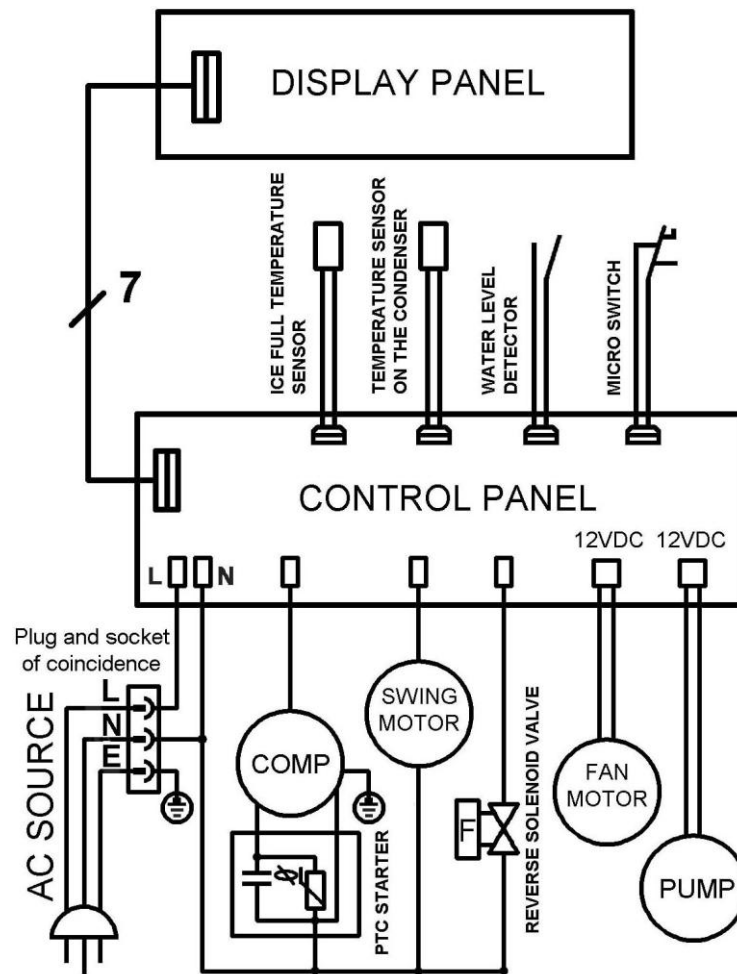 DISPLAY PANEL
7
ICE FULL TEMPERATURE
SENSOR
TEMPERATURE SENSOR
ON THE CONDENSER
WATER LEVEL
DETECTOR
MICRO SWITCH
CONTROL PANEL
12VDC 12VDC
L N
Plug and socket
of coincidence
L
N
E
AC SOURCE
COMP
PTC STARTER
SWING
MOTOR
F
REVERSE SOLENOID VALVE
FAN
MOTOR
PUMP